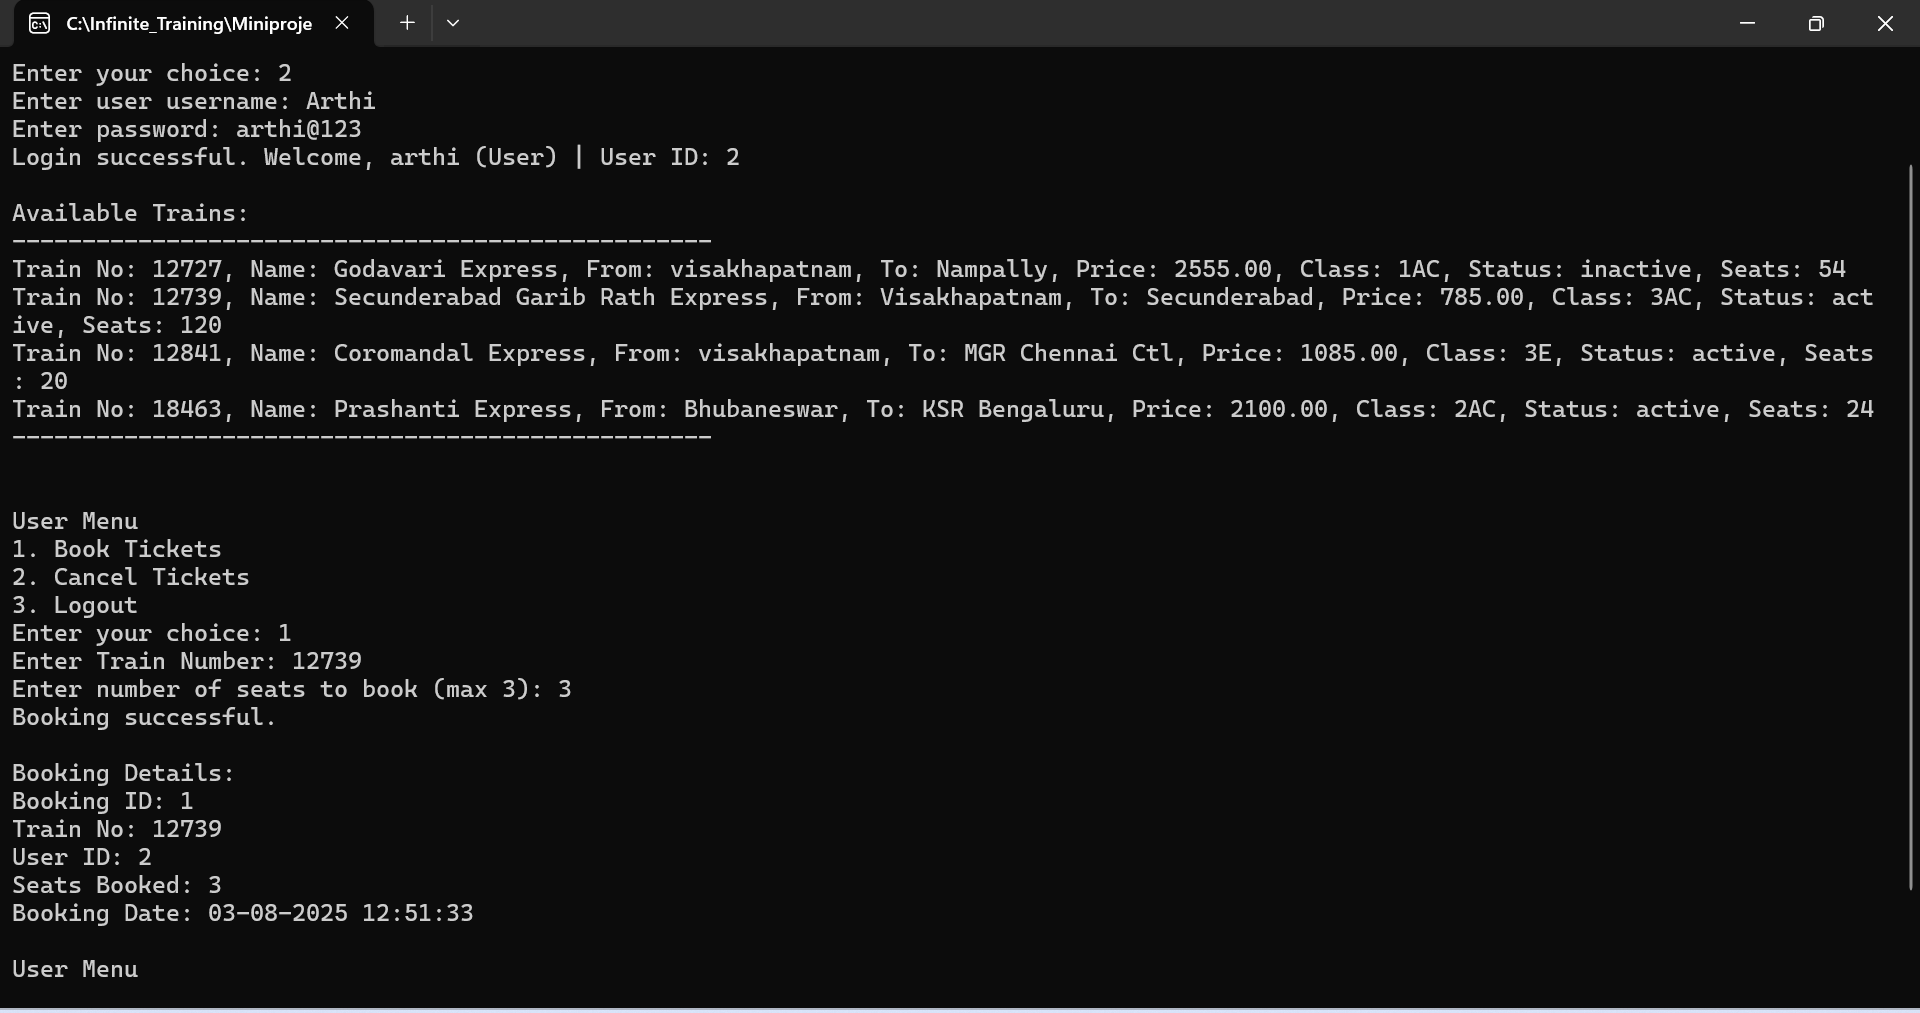 C:\Infinite_Training\Miniproje
Enter your choice: 2
Enter user username: Arthi
Enter password: arthi@123
Login successful. Welcome, arthi (User) | User ID: 2
Available Trains:
--------------------------------------------------
Train No: 12727, Name: Godavari Express, From: visakhapatnam, To: Nampally, Price: 2555.00, Class: 1AC, Status: inactive, Seats: 54
Train No: 12739, Name: Secunderabad Garib Rath Express, From: Visakhapatnam, To: Secunderabad, Price: 785.00, Class: 3AC, Status: act
ive, Seats: 120
Train No: 12841, Name: Coromandal Express, From: visakhapatnam, To: MGR Chennai Ctl, Price: 1085.00, Class: 3E, Status: active, Seats
: 20
Train No: 18463, Name: Prashanti Express, From: Bhubaneswar, To: KSR Bengaluru, Price: 2100.00, Class: 2AC, Status: active, Seats: 24
--------------------------------------------------
User Menu
1. Book Tickets
2. Cancel Tickets
3. Logout
Enter your choice: 1
Enter Train Number: 12739
Enter number of seats to book (max 3): 3
Booking successful.
Booking Details:
Booking ID: 1
Train No: 12739
User ID: 2
Seats Booked: 3
Booking Date: 03-08-2025 12:51:33
User Menu